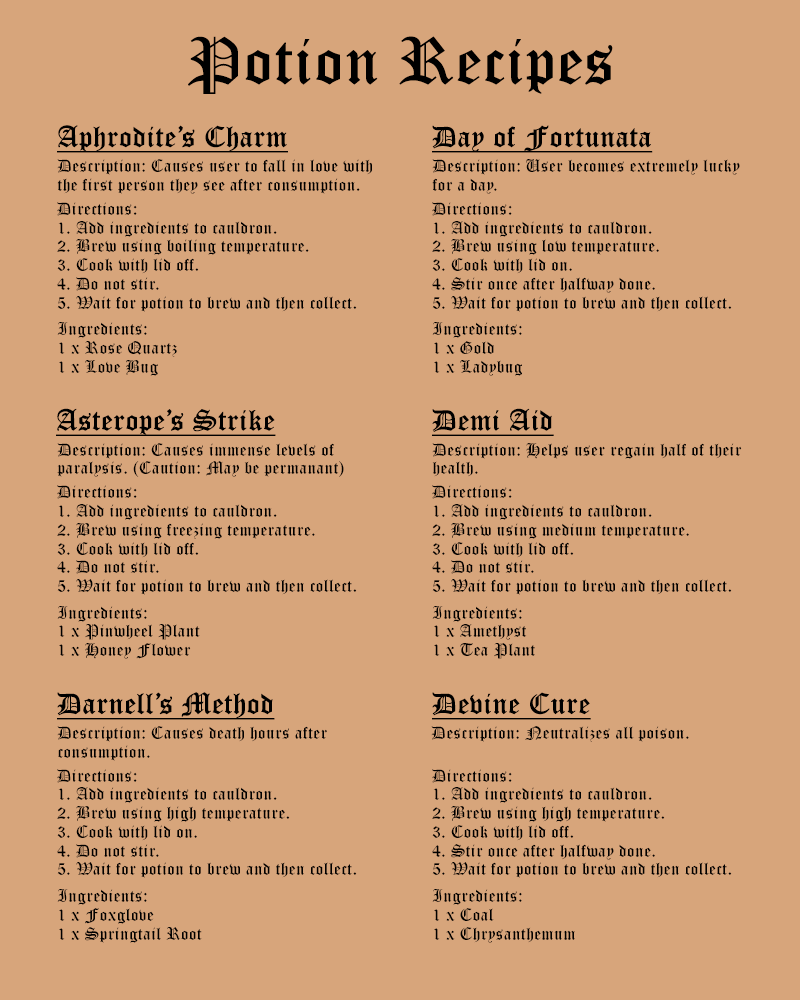 Potion Recipes
Aphrodite's Charm
Description: Causes user to fall in love with
the first person they see after consumption.
Directions:
1. Add ingredients to cauldron.
2. Brew using boiling temperature.
3. Cook with lid off.
4. Do not stir.
5. Wait for potion to brew and then collect.
Ingredients:
1 x Rose Quartz
1 x Love Bug
Asterope's Strike
Description: Causes immense levels of
paralysis. (Caution: May be permanant)
Directions:
1. Add ingredients to cauldron.
2. Brew using freezing temperature.
3. Cook with lid off.
4. Do not stir.
5. Wait for potion to brew and then collect.
Ingredients:
1 x Pinwheel Plant
1 x Honey Flower
Darnell's Method
Description: Causes death hours after
consumption.
Directions:
1. Add ingredients to cauldron.
2. Brew using high temperature.
3. Cook with lid on.
4. Do not stir.
5. Wait for potion to brew and then collect.
Ingredients:
1 x Foxglove
1 x Springtail Root
Day of Fortunata
Description: User becomes extremely lucky
for a day.
Directions:
1. Add ingredients to cauldron.
2. Brew using low temperature.
3. Cook with lid on.
4. Stir once after halfway done.
5. Wait for potion to brew and then collect.
Ingredients:
1 x Gold
1 x Ladybug
Demi Aid
Description: Helps user regain half of their
health.
Directions:
1. Add ingredients to cauldron.
2. Brew using medium temperature.
3. Cook with lid off.
4. Do not stir.
5. Wait for potion to brew and then collect.
Ingredients:
1 x Amethyst
1 x Tea Plant
Devine Cure
Description: Neutralizes all poison.
Directions:
1. Add ingredients to cauldron.
2. Brew using high temperature.
3. Cook with lid off.
4. Stir once after halfway done.
5. Wait for potion to brew and then collect.
Ingredients:
1 x Coal
1 x Chrysanthemum